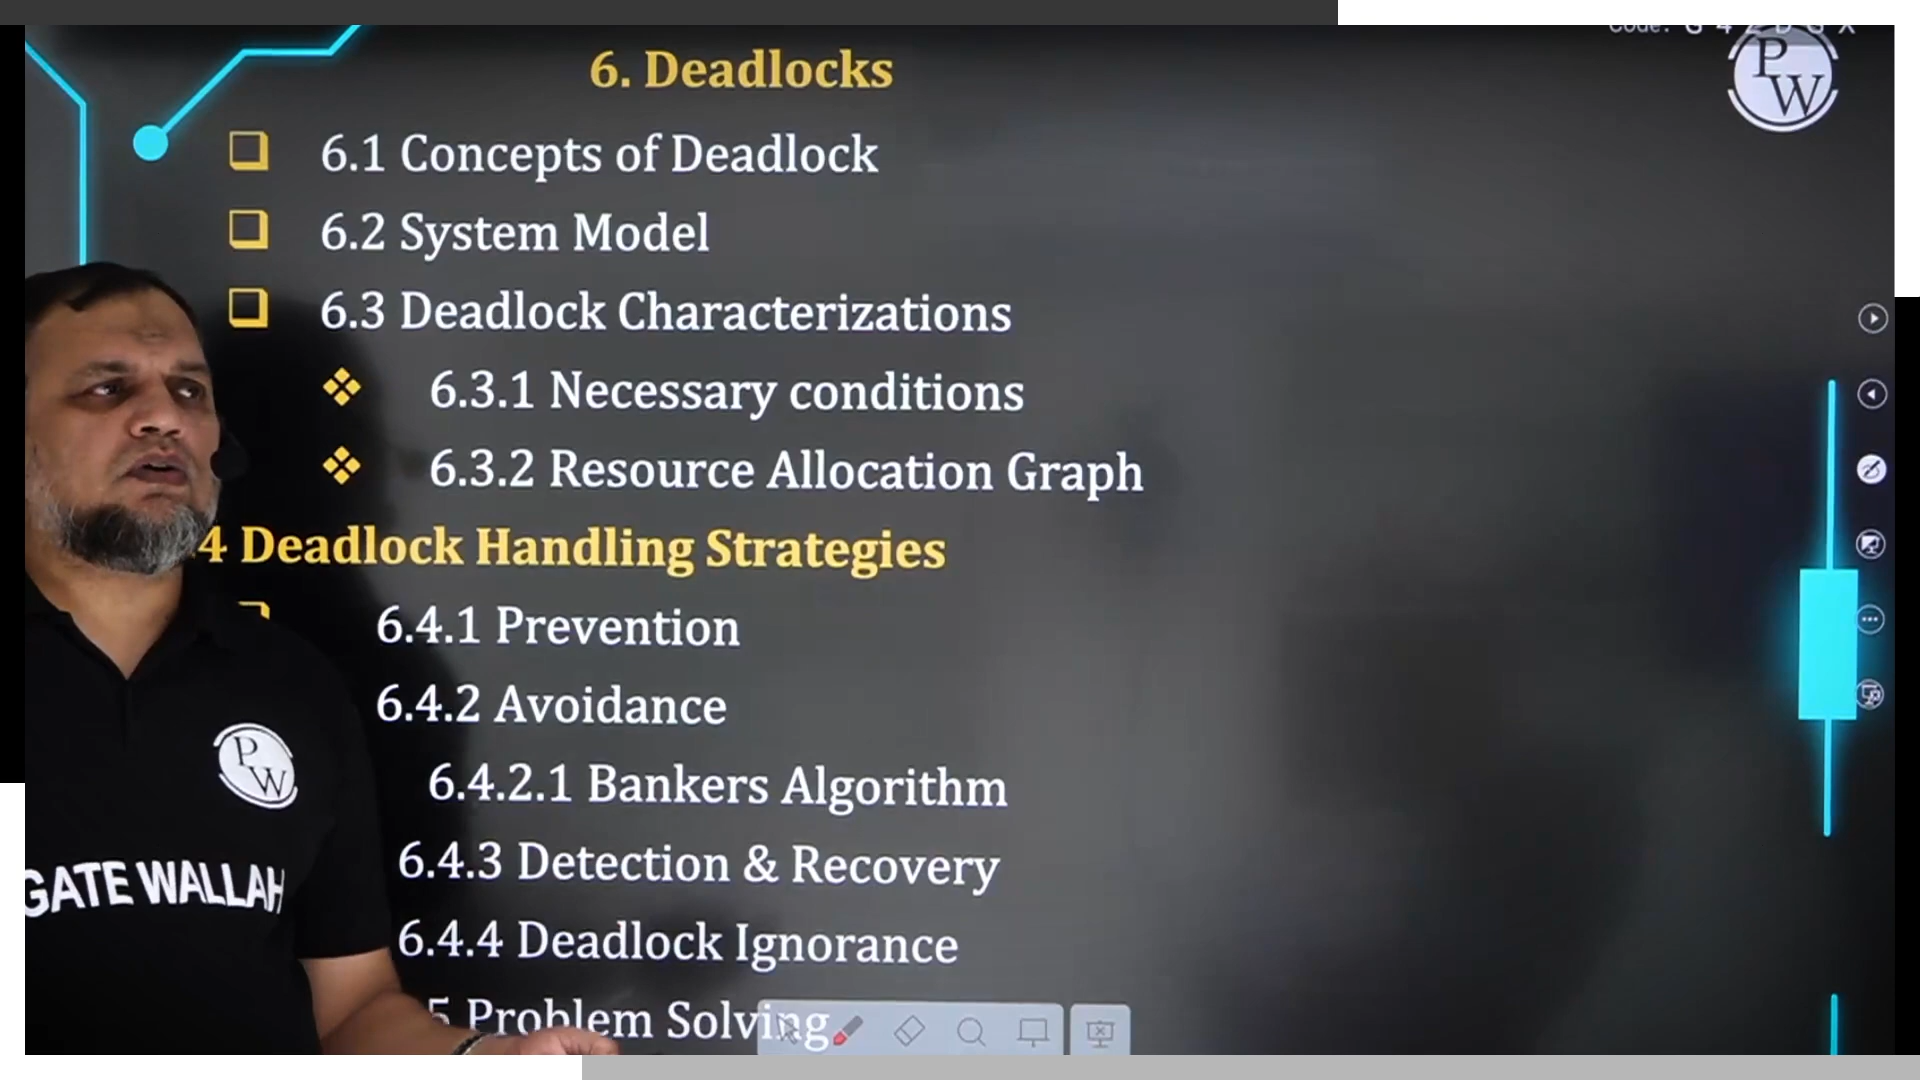 6. Deadlocks
6.1 Concepts of Deadlock
6.2 System Model
6.3 Deadlock Characterizations
6.3.1 Necessary conditions
6.3.2 Resource Allocation Graph
4 Deadlock Handling Strategies
6.4.1 Prevention
6.4.2 Avoidance
6.4.2.1 Bankers Algorithm
6.4.3 Detection & Recovery
6.4.4 Deadlock Ignorance
5 Problem Solving
PW
PW
GATE WALLAH